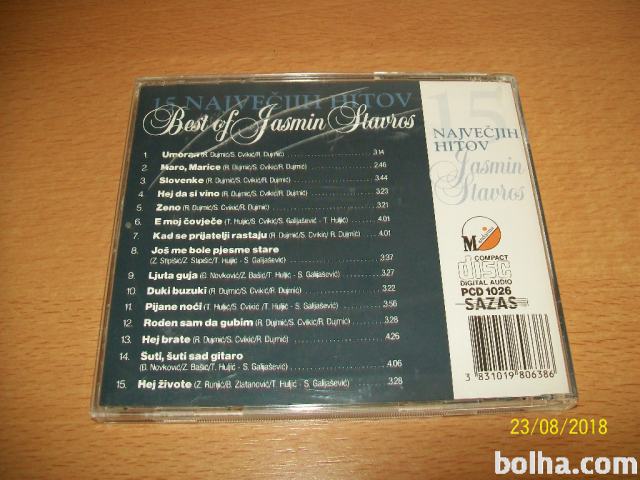 15 NAJVEČJIH HITOV
Best of Jasmin Stavros
1. Umoran (R. Dujmić/S. Cvikić/R. Dujmić) 3.14
2. Maro, Marice (R. Dujmić/S. Cvikić/R. Dujmić) 2.46
3. Slovenke (R. Dujmić/S. Cvikić/R. Dujmić) 3.44
4. Hej da si vino (R. Dujmić/S. Cvikić/R. Dujmić) 3.23
5. Zeno (R. Dujmić/S. Cvikić/R. Dujmić) 3.21
6. E moj čovječe (T. Huljić/S. Cvikić/S. Galijašević - T. Huljić) 4.01
7. Kad se prijatelji rastaju (R. Dujmić/S. Cvikić/ R. Dujmić) 4.01
8. Još me bole pjesme stare
(Z. Stipišić/Z. Stipišić/T. Huljić - S. Galijašević) 3.37
9. Ljuta guja (Đ. Novković/Z. Bašić/T. Huljić - S. Galijašević) 3.27
10. Duki buzuki (R. Dujmić/S. Cvikić/R. Dujmić) 3.22
11. Pijane noći (T. Huljić/S. Cvikić /T. Huljić - S. Galijašević) 3.56
12. Roden sam da gubim (R. Dujmić/S. Cvikić/R. Dujmić) 3.28
13. Hej brate (R. Dujmić/S. Cvikić/R. Dujmić) 4.26
14. Šuti, šuti sad gitaro
(Đ. Novković/Z. Bašić/T. Huljić - S. Galijašević) 4.06
15. Hej živote (Z. Runjić/B. Zlatanović/T. Huljić - S. Galijašević) 3.28
15
NAJVEČJIH
HITOV
Jasmin
Stavros
M
COMPACT
disc
DIGITAL AUDIO
PCD 1026
SAZAS
3 831019 806386
23/08/2018
bolha.com